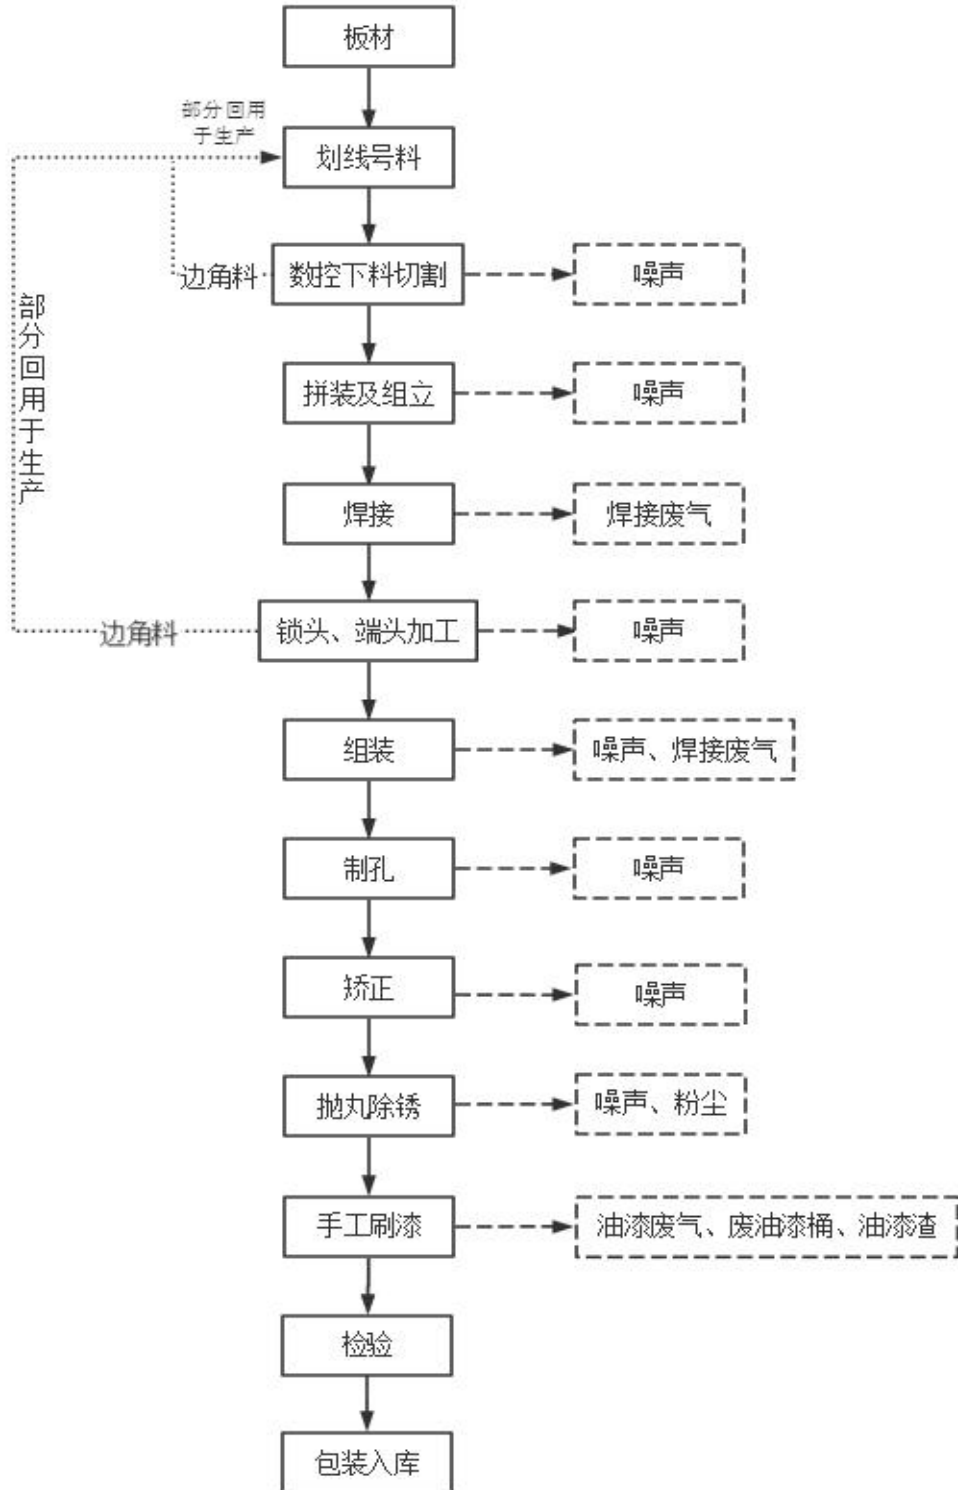 板材
部分回用
于生产
划线号料
边角料
数控下料切割
噪声
部分回用于生产
拼装及组立
噪声
焊接
焊接废气
边角料
锁头、端头加工
噪声
组装
噪声、焊接废气
制孔
噪声
矫正
噪声
抛丸除锈
噪声、粉尘
手工刷漆
油漆废气、废油漆桶、油漆渣
检验
包装入库